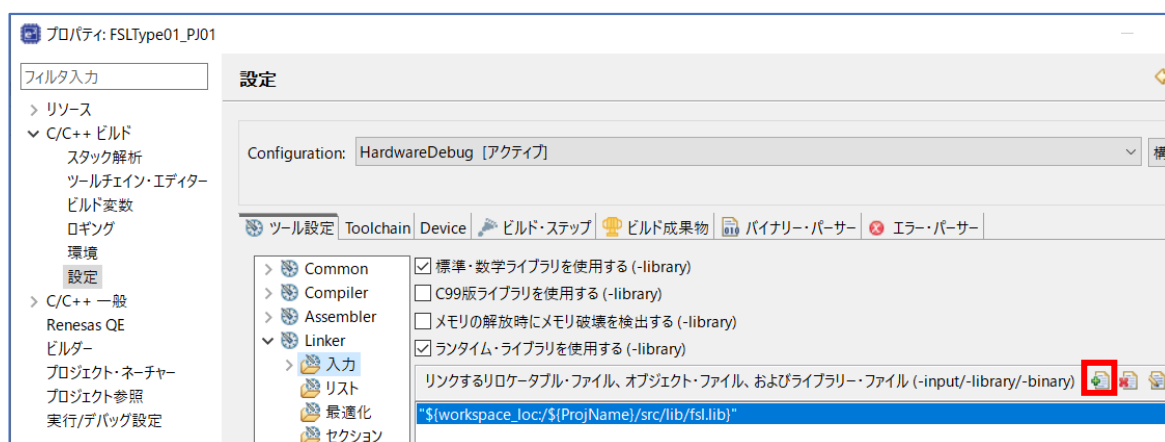 プロパティ: FSLType01_PJ01
フィルタ入力
設定
リソース
C/C++ ビルド
スタック解析
ツールチェイン・エディター
ビルド変数
ロギング
環境
設定
C/C++ 一般
Renesas QE
ビルダー
プロジェクト・ネーチャー
プロジェクト参照
実行/デバッグ設定
Configuration: HardwareDebug [アクティブ]
ツール設定 Toolchain Device ビルド・ステップ ビルド成果物 バイナリー・パーサー エラー・パーサー
Common
Compiler
Assembler
Linker
入力
リスト
最適化
セクション
標準・数学ライブラリを使用する (-library)
C99版ライブラリを使用する (-library)
メモリの解放時にメモリ破壊を検出する (-library)
ランタイム・ライブラリを使用する (-library)
リンクするリロケータブル・ファイル、オブジェクト・ファイル、およびライブラリー・ファイル (-input/-library/-binary)
"${workspace_loc:/${ProjName}/src/lib/fsl.lib}"